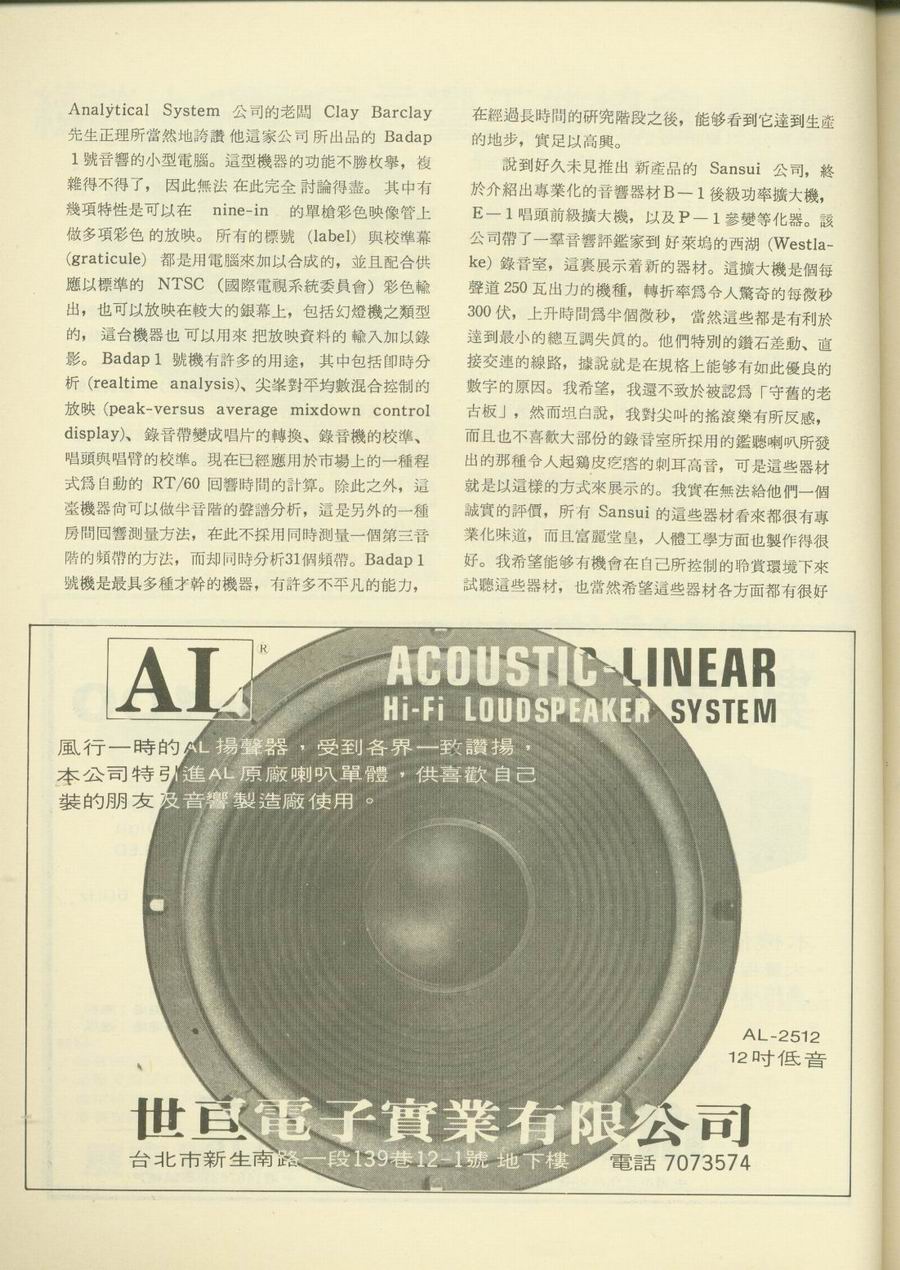 Analytical System 公司的老闆 Clay Barclay
先生正理所當然地誇讚他這家公司所出品的 Badap
1號音響的小型電腦。這型機器的功能不勝枚舉，複
雜得不得了，因此無法在此完全討論得盡。其中有
幾項特性是可以在 nine-in 的單槍彩色映像管上
做多項彩色的放映。所有的標號 (label) 與校準幕
(graticule) 都是用電腦來加以合成的，並且配合供
應以標準的 NTSC (國際電視系統委員會) 彩色輸
出，也可以放映在較大的銀幕上，包括幻燈機之類型
的，這台機器也可以用來把放映資料的輸入加以錄
影。 Badap 1 號機有許多的用途，其中包括卽時分
析 (realtime analysis)、尖峯對平均數混合控制的
放映 (peak-versus average mixdown control
display)、錄音帶變成唱片的轉換、錄音機的校準、
唱頭與唱臂的校準。現在已經應用於市場上的一種程
式爲自動的 RT/60 回響時間的計算。除此之外，這
臺機器尙可以做半音階的聲譜分析，這是另外的一種
房間回響測量方法，在此不採用同時測量一個第三音
階的頻帶的方法，而却同時分析31個頻帶。Badap 1
號機是最具多種才幹的機器，有許多不平凡的能力，
在經過長時間的研究階段之後，能够看到它達到生產
的地步，實足以高興。
說到好久未見推出新產品的 Sansui 公司，終
於介紹出專業化的音響器材B－1後級功率擴大機，
E－1唱頭前級擴大機，以及P－1參變等化器。該
公司帶了一羣音響評鑑家到好萊塢的西湖 (Westla-
ke) 錄音室，這裏展示着新的器材。這擴大機是個每
聲道 250 瓦出力的機種，轉折率爲令人驚奇的每微秒
300 伏，上升時間爲半個微秒，當然這些都是有利於
達到最小的總互調失眞的。他們特別的鑽石差動、直
接交連的線路，據說就是在規格上能够有如此優良的
數字的原因。我希望，我還不致於被認爲「守舊的老
古板」，然而坦白說，我對尖叫的搖滾樂有所反感，
而且也不喜歡大部份的錄音室所採用的鑑聽喇叭所發
出的那種令人起鷄皮疙瘩的刺耳高音，可是這些器材
就是以這樣的方式來展示的。我實在無法給他們一個
誠實的評價，所有 Sansui 的這些器材看來都很有專
業化味道，而且富麗堂皇，人體工學方面也製作得很
好。我希望能够有機會在自己所控制的聆賞環境下來
試聽這些器材，也當然希望這些器材各方面都有很好
AL®
ACOUSTIC-LINEAR
Hi-Fi LOUDSPEAKER SYSTEM
風行一時的AL揚聲器，受到各界一致讚揚，
本公司特引進AL原廠喇叭單體，供喜歡自己
裝的朋友及音響製造廠使用。
AL-2512
12吋低音
世亘電子實業有限公司
台北市新生南路一段139巷12-1號地下樓 電話 7073574